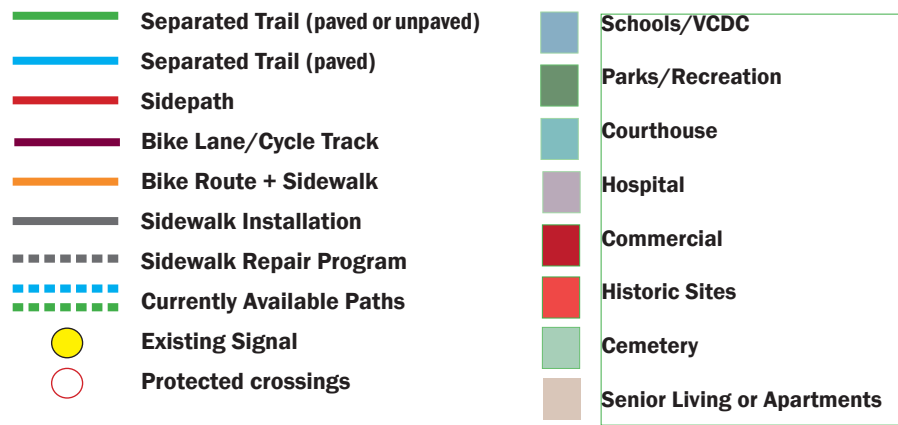 Separated Trail (paved or unpaved)
Separated Trail (paved)
Sidepath
Bike Lane/Cycle Track
Bike Route + Sidewalk
Sidewalk Installation
Sidewalk Repair Program
Currently Available Paths
Existing Signal
Protected crossings
Schools/VCDC
Parks/Recreation
Courthouse
Hospital
Commercial
Historic Sites
Cemetery
Senior Living or Apartments